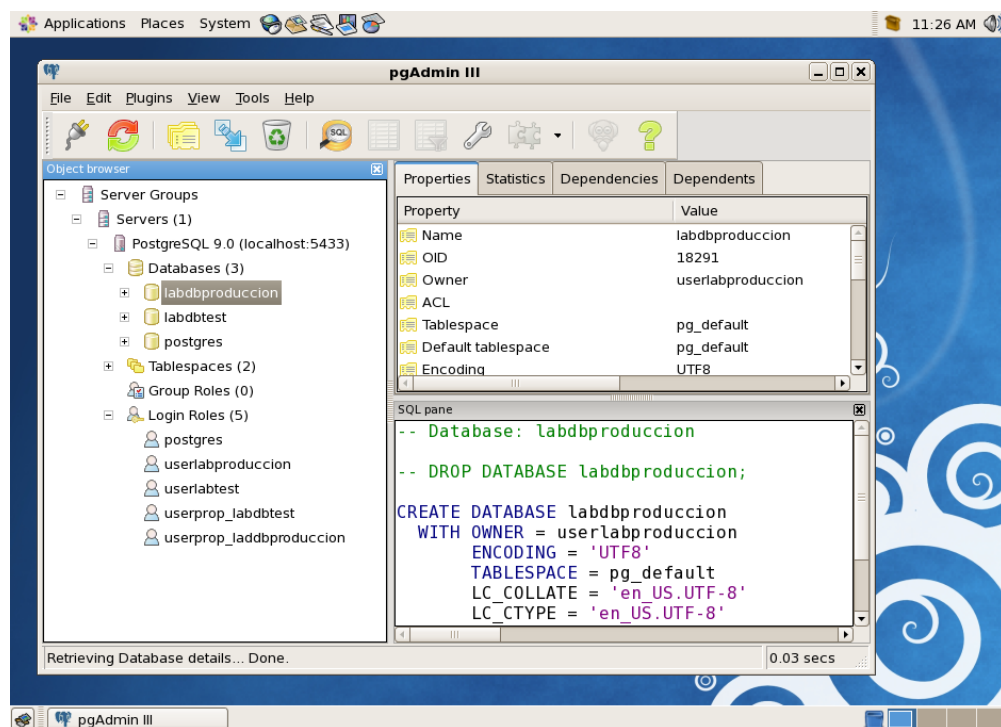 Applications Places System 11:26 AM
pgAdmin III
File Edit Plugins View Tools Help
SQL
Object browser
Server Groups
Servers (1)
PostgreSQL 9.0 (localhost:5433)
Databases (3)
labdbproduccion
labdbtest
postgres
Tablespaces (2)
Group Roles (0)
Login Roles (5)
postgres
userlabproduccion
userlabtest
userprop_labdbtest
userprop_laddbproduccion
Properties Statistics Dependencies Dependents
Property Value
Name labdbproduccion
OID 18291
Owner userlabproduccion
ACL
Tablespace pg_default
Default tablespace pg_default
Encoding UTF8
SQL pane
-- Database: labdbproduccion
-- DROP DATABASE labdbproduccion;
CREATE DATABASE labdbproduccion
WITH OWNER = userlabproduccion
ENCODING = 'UTF8'
TABLESPACE = pg_default
LC_COLLATE = 'en_US.UTF-8'
LC_CTYPE = 'en_US.UTF-8'
Retrieving Database details... Done. 0.03 secs
pgAdmin III